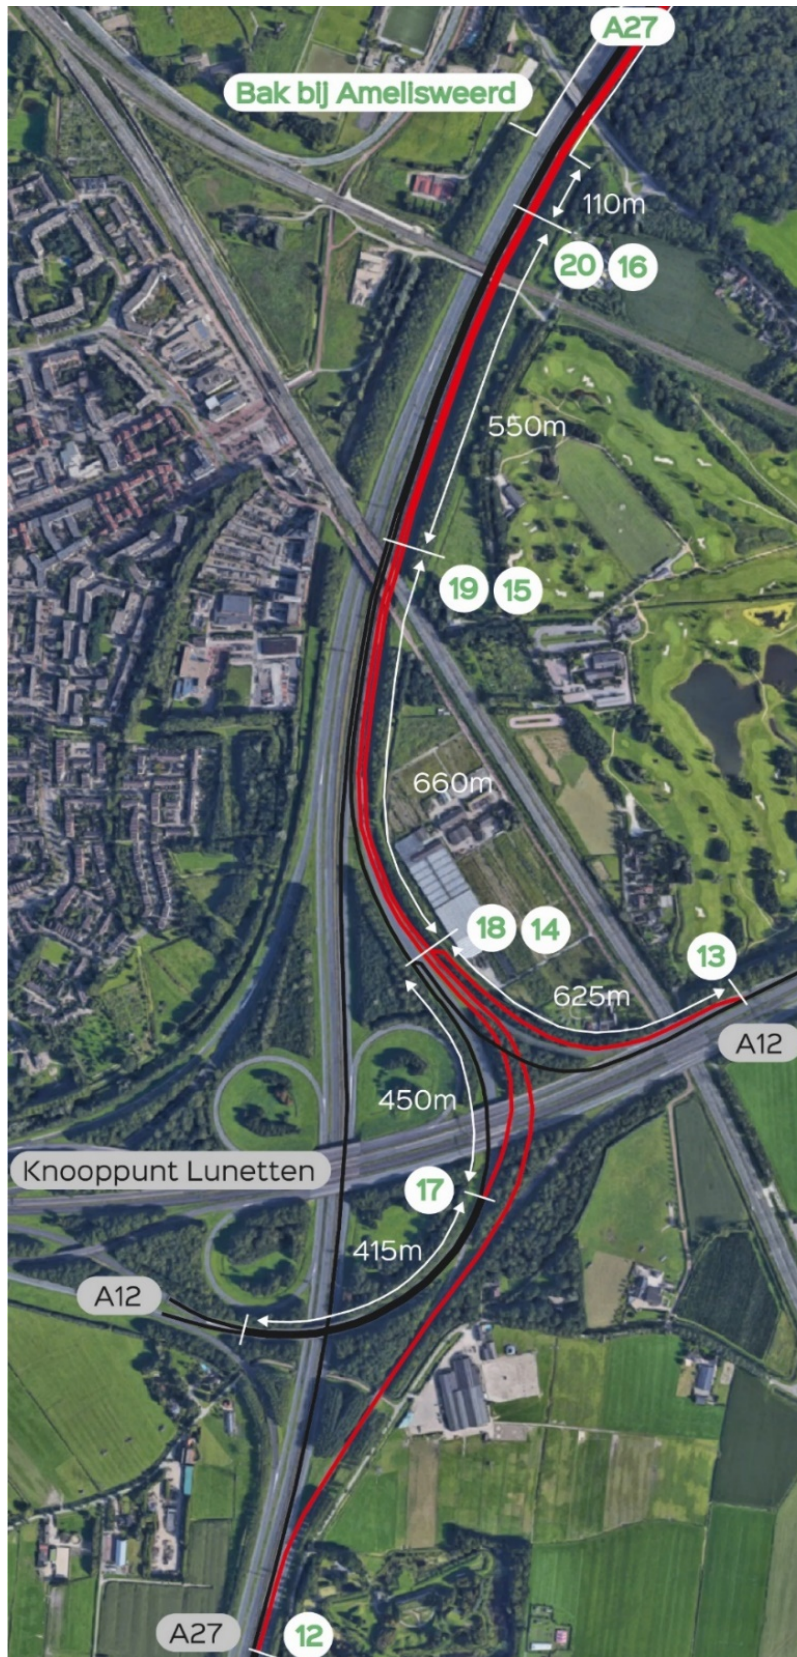 A27
Bak bij Amelisweerd
110m
20 16
550m
19 15
660m
18 14
13
625m
A12
450m
Knooppunt Lunetten
17
415m
A12
A27
12